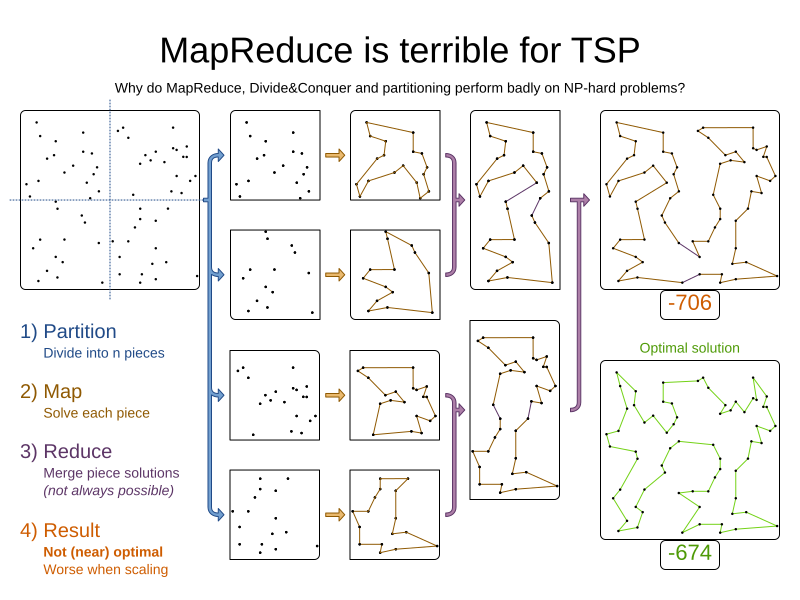 MapReduce is terrible for TSP
Why do MapReduce, Divide&Conquer and partitioning perform badly on NP-hard problems?
1) Partition
Divide into n pieces
2) Map
Solve each piece
3) Reduce
Merge piece solutions
(not always possible)
4) Result
Not (near) optimal
Worse when scaling
-706
Optimal solution
-674